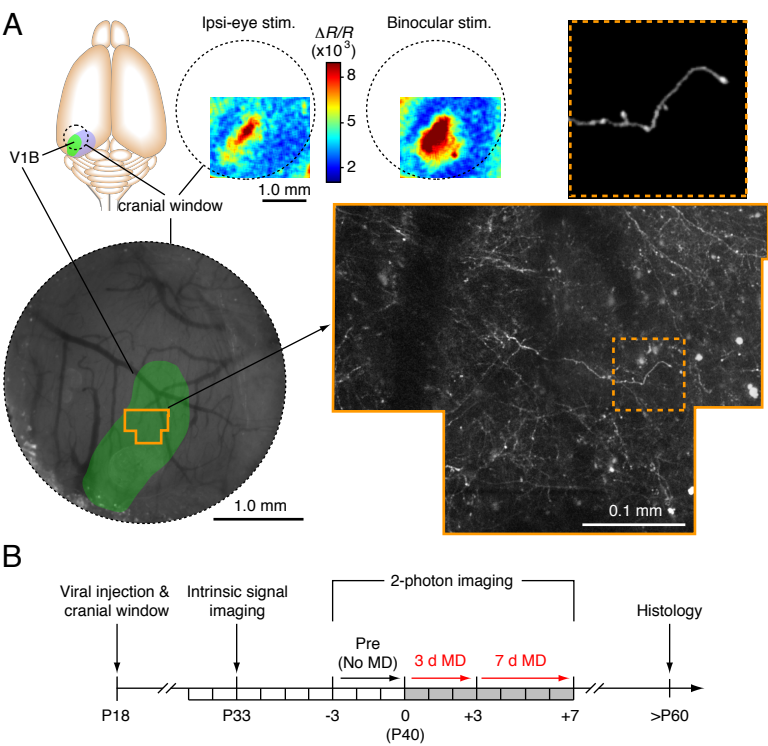 A
Ipsi-eye stim.
ΔR/R
(x10³)
Binocular stim.
8
5
2
V1B
cranial window
1.0 mm
1.0 mm
0.1 mm
B
Viral injection &
cranial window
Intrinsic signal
imaging
2-photon imaging
Histology
Pre
(No MD)
3 d MD
7 d MD
P18
P33
-3
0
(P40)
+3
+7
>P60